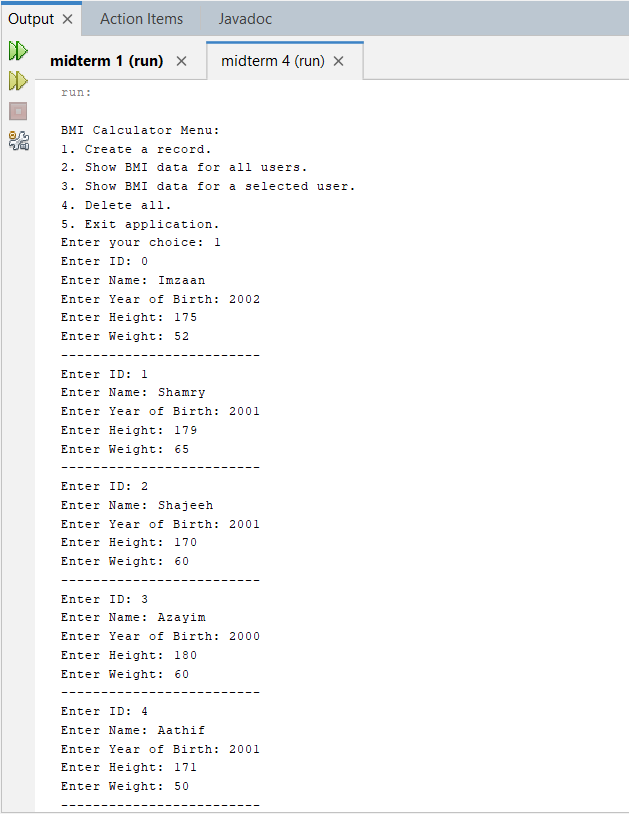 Output Action Items Javadoc
midterm 1 (run) midterm 4 (run)
run:
BMI Calculator Menu:
1. Create a record.
2. Show BMI data for all users.
3. Show BMI data for a selected user.
4. Delete all.
5. Exit application.
Enter your choice: 1
Enter ID: 0
Enter Name: Imzaan
Enter Year of Birth: 2002
Enter Height: 175
Enter Weight: 52
-------------------------
Enter ID: 1
Enter Name: Shamry
Enter Year of Birth: 2001
Enter Height: 179
Enter Weight: 65
-------------------------
Enter ID: 2
Enter Name: Shajeeh
Enter Year of Birth: 2001
Enter Height: 170
Enter Weight: 60
-------------------------
Enter ID: 3
Enter Name: Azayim
Enter Year of Birth: 2000
Enter Height: 180
Enter Weight: 60
-------------------------
Enter ID: 4
Enter Name: Aathif
Enter Year of Birth: 2001
Enter Height: 171
Enter Weight: 50
-------------------------